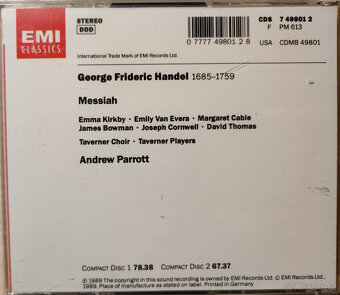 EMI
CLASSICS
STEREO
DDD
0 7777 49801 2 8
CDS 7 49801 2
F PM 613
USA CDMB 49801
International Trade Mark of EMI Records Ltd.
George Frideric Handel 1685-1759
Messiah
Emma Kirkby · Emily Van Evera · Margaret Cable
James Bowman · Joseph Cornwell · David Thomas
Taverner Choir · Taverner Players
Andrew Parrott
℗ 1989 The copyright in this sound recording is owned by EMI Records Ltd. © EMI Records Ltd.,
1989. Place of manufacture as stated on label. Printed in Germany.
COMPACT DISC 1 78.38 COMPACT DISC 2 67.37